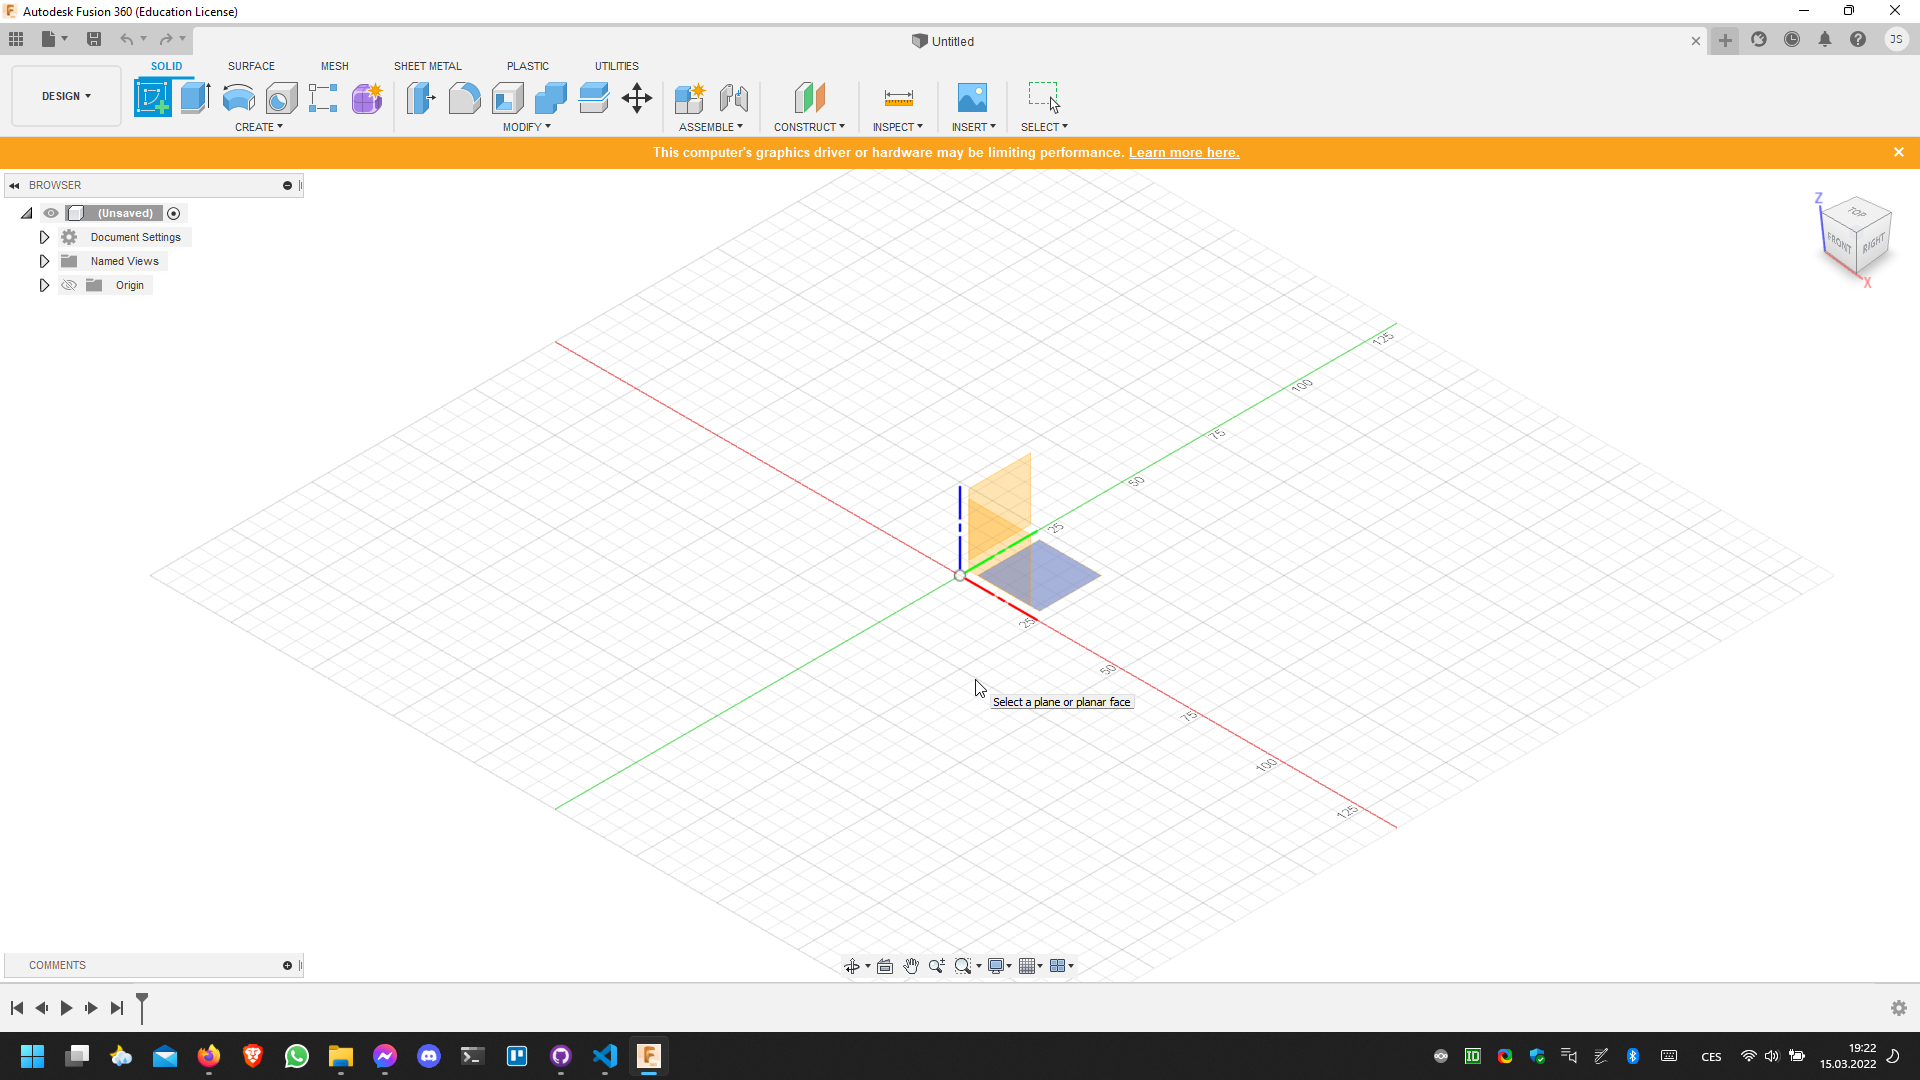 Autodesk Fusion 360 (Education License)
Untitled
JS
SOLID SURFACE MESH SHEET METAL PLASTIC UTILITIES
DESIGN
CREATE MODIFY ASSEMBLE CONSTRUCT INSPECT INSERT SELECT
This computer's graphics driver or hardware may be limiting performance. Learn more here.
BROWSER
(Unsaved)
Document Settings
Named Views
Origin
Z
TOP
FRONT
RIGHT
X
125
100
75
50
25
25
50
75
100
125
Select a plane or planar face
COMMENTS
ID
CES
19:22
15.03.2022